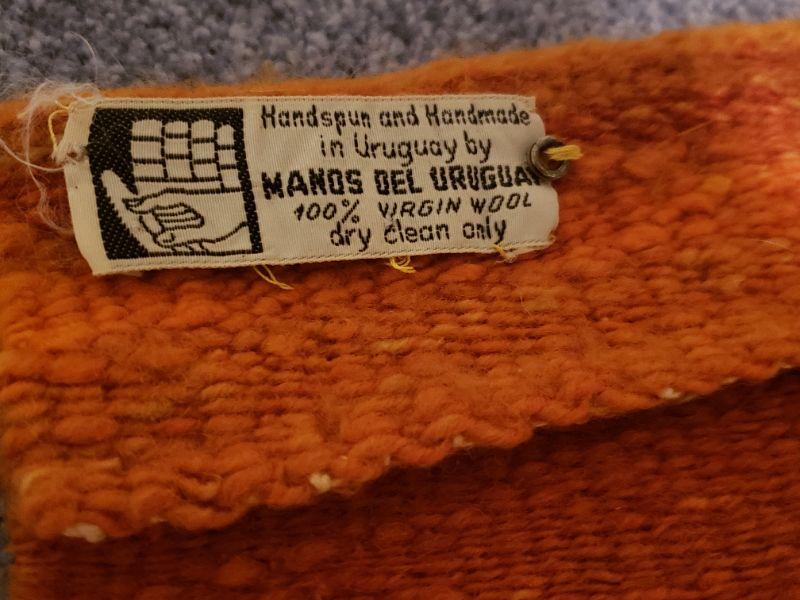 Handspun and Handmade
in Uruguay by
MANOS DEL URUGUAY
100% VIRGIN WOOL
dry clean only